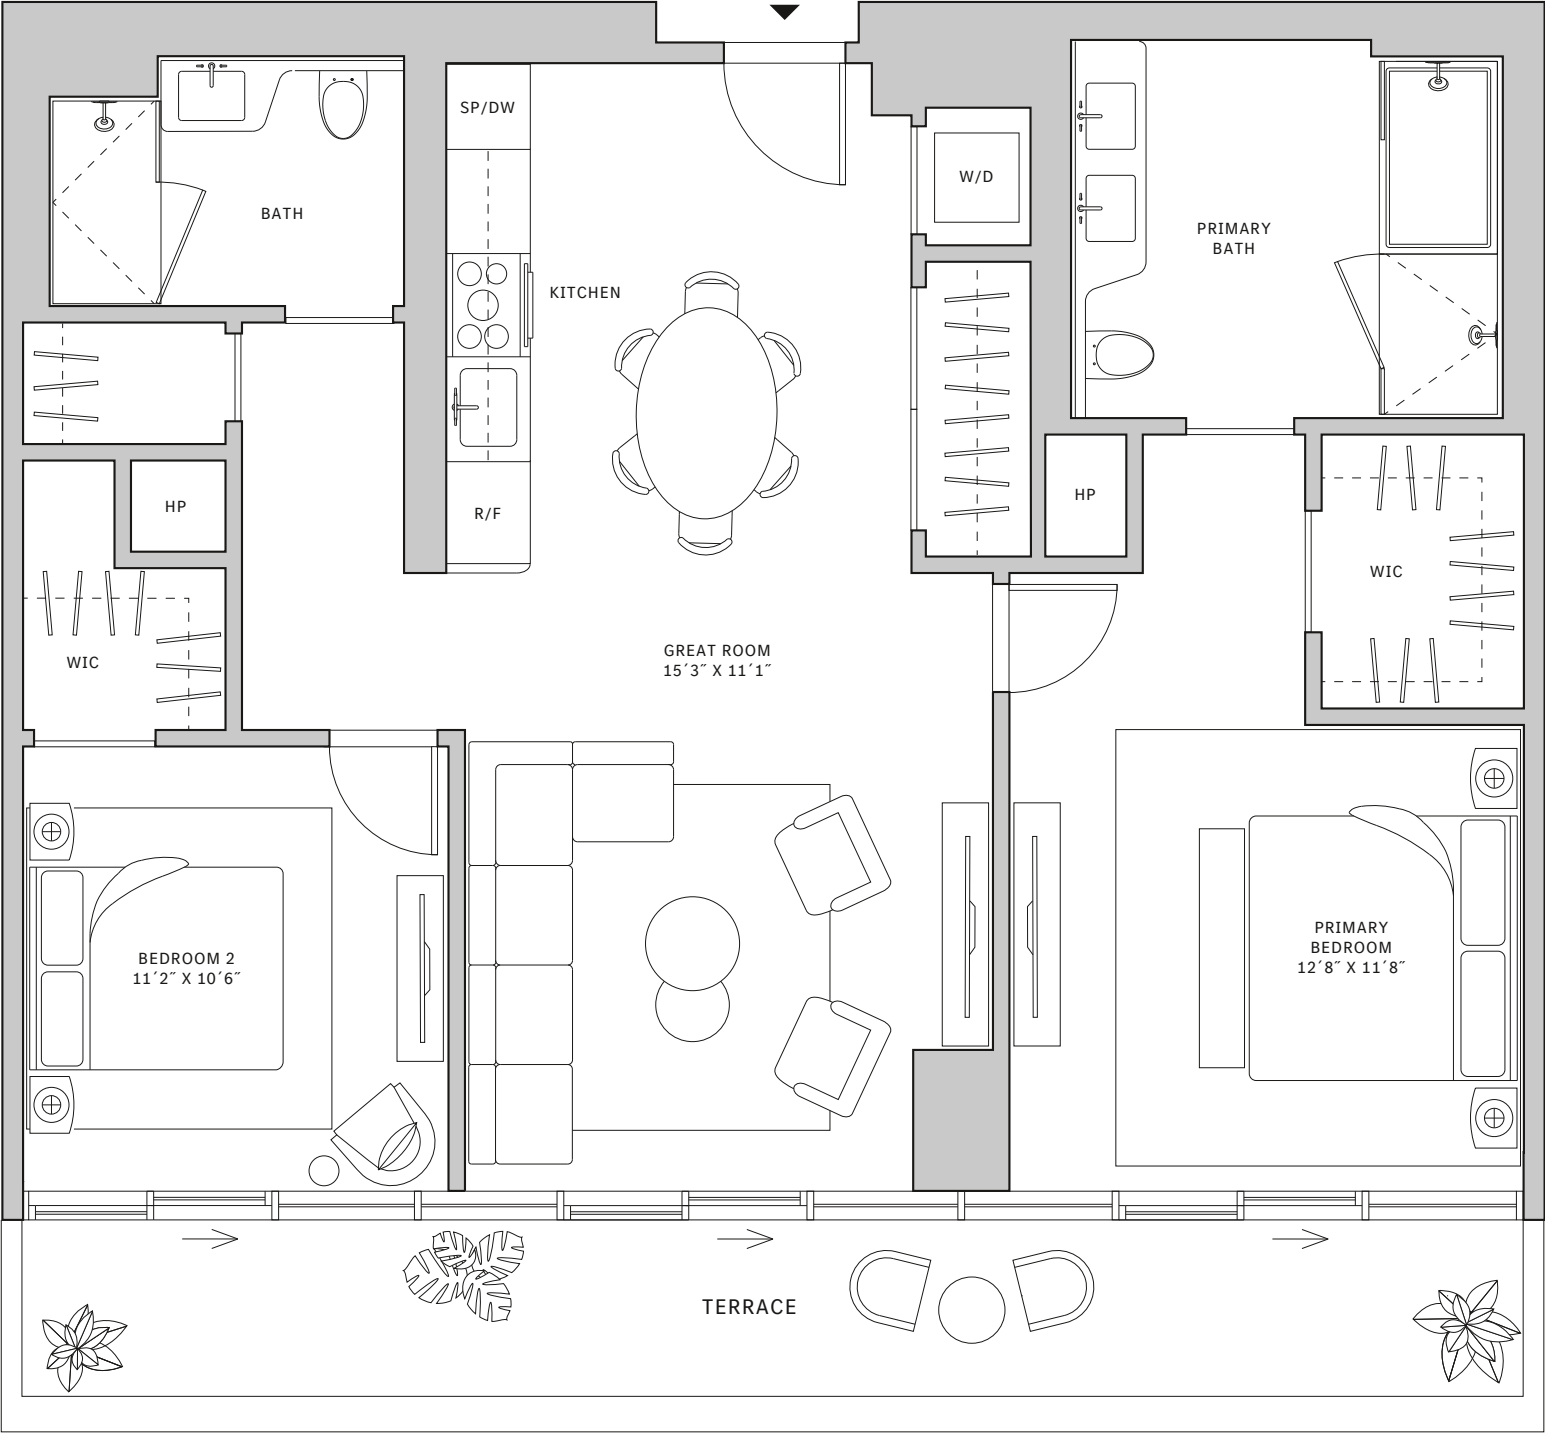 SP/DW
W/D
BATH
PRIMARY
BATH
KITCHEN
HP
R/F
HP
WIC
WIC
GREAT ROOM
15´3˝ X 11´1˝
BEDROOM 2
11´2˝ X 10´6˝
PRIMARY
BEDROOM
12´8˝ X 11´8˝
TERRACE